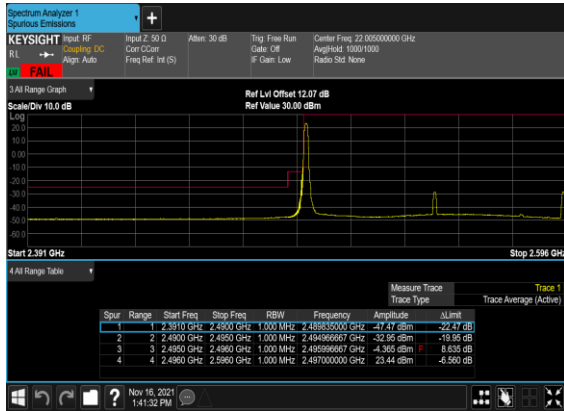 Spectrum Analyzer 1
Spurious Emissions
+
KEYSIGHT Input: RF Input Z: 50 Ω Atten: 30 dB Trig: Free Run Center Freq: 22.005000000 GHz
RL Coupling: DC Corr CCorr Gate: Off Avg|Hold: 1000/1000
Align: Auto Freq Ref: Int (S) IF Gain: Low Radio Std: None
LV FAIL
3 All Range Graph
Ref Lvl Offset 12.07 dB
Scale/Div 10.0 dB Ref Value 30.00 dBm
Log
20.0
10.0
0.00
-10.0
-20.0
-30.0
-40.0
-50.0
-60.0
Start 2.391 GHz Stop 2.596 GHz
4 All Range Table
Measure Trace Trace 1
Trace Type Trace Average (Active)
Spur Range Start Freq Stop Freq RBW Frequency Amplitude ΔLimit
1 1 2.3910 GHz 2.4900 GHz 1.000 MHz 2.489835000 GHz -47.47 dBm -22.47 dB
2 2 2.4900 GHz 2.4950 GHz 1.000 MHz 2.494966667 GHz -32.95 dBm -19.95 dB
3 3 2.4950 GHz 2.4960 GHz 1.000 MHz 2.495996667 GHz -4.365 dBm F 8.635 dB
4 4 2.4960 GHz 2.5960 GHz 1.000 MHz 2.497000000 GHz 23.44 dBm -6.560 dB
? Nov 16, 2021
1:41:32 PM